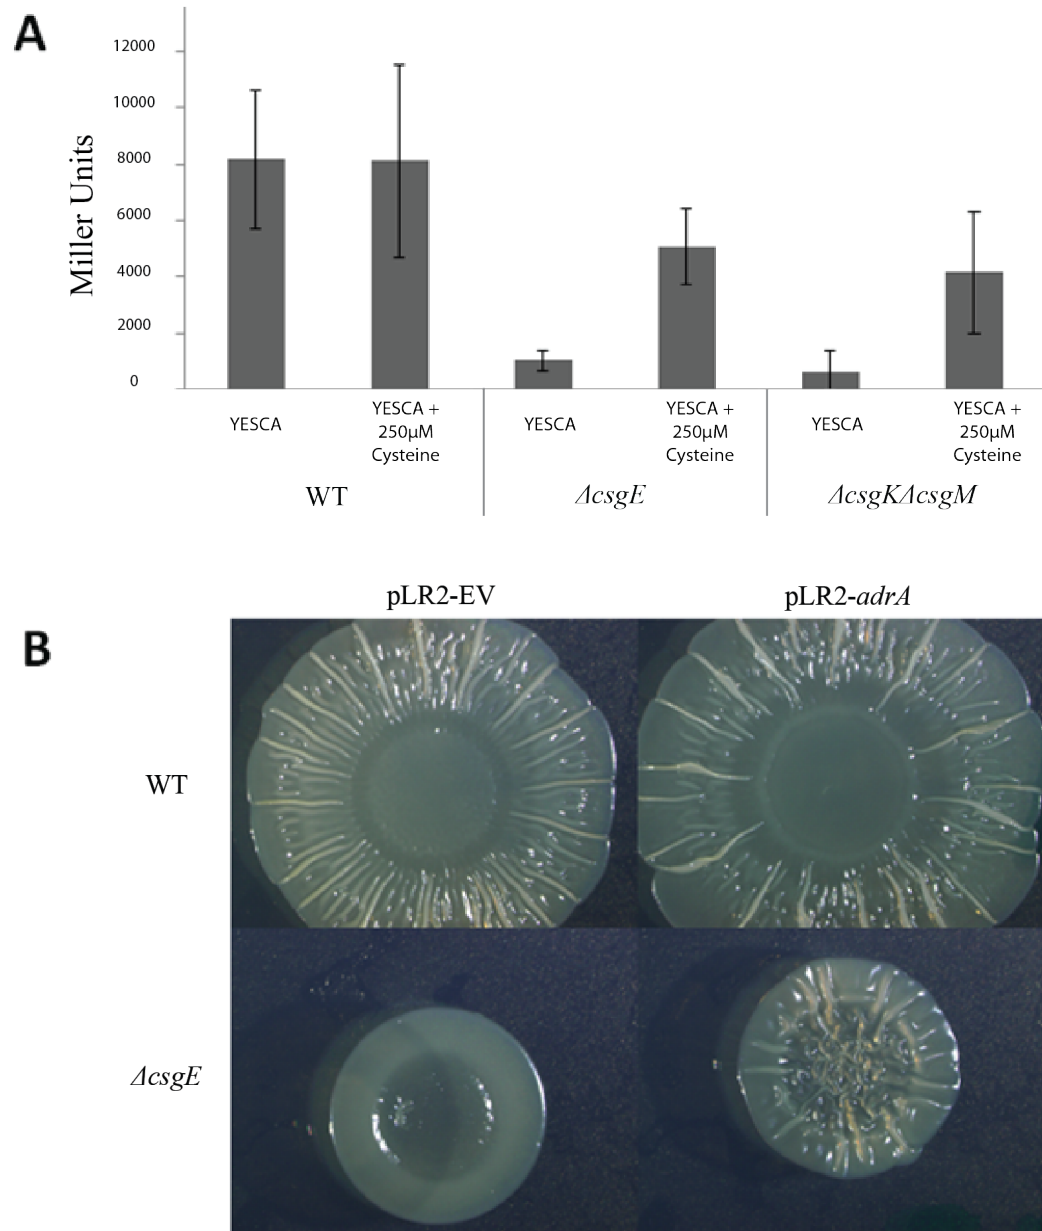 A
Miller Units
12000
10000
8000
6000
4000
2000
0
YESCA
YESCA +
250µM
Cysteine
YESCA
YESCA +
250µM
Cysteine
YESCA
YESCA +
250µM
Cysteine
WT
ΔcsgE
ΔcsgKΔcsgM
pLR2-EV
pLR2-adrA
B
WT
ΔcsgE